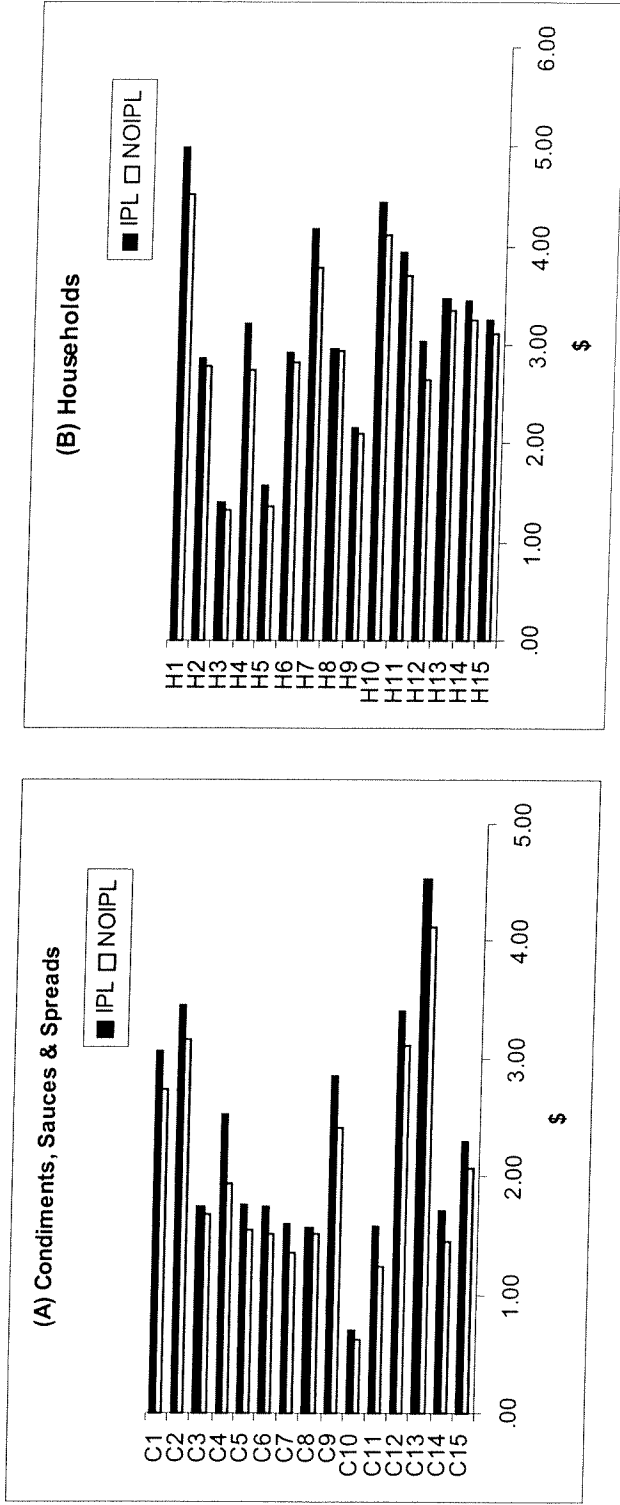 (A) Condiments, Sauces & Spreads
IPL NOIPL
C1
C2
C3
C4
C5
C6
C7
C8
C9
C10
C11
C12
C13
C14
C15
.00 1.00 2.00 3.00 4.00 5.00
$
(B) Households
IPL NOIPL
H1
H2
H3
H4
H5
H6
H7
H8
H9
H10
H11
H12
H13
H14
H15
.00 1.00 2.00 3.00 4.00 5.00 6.00
$